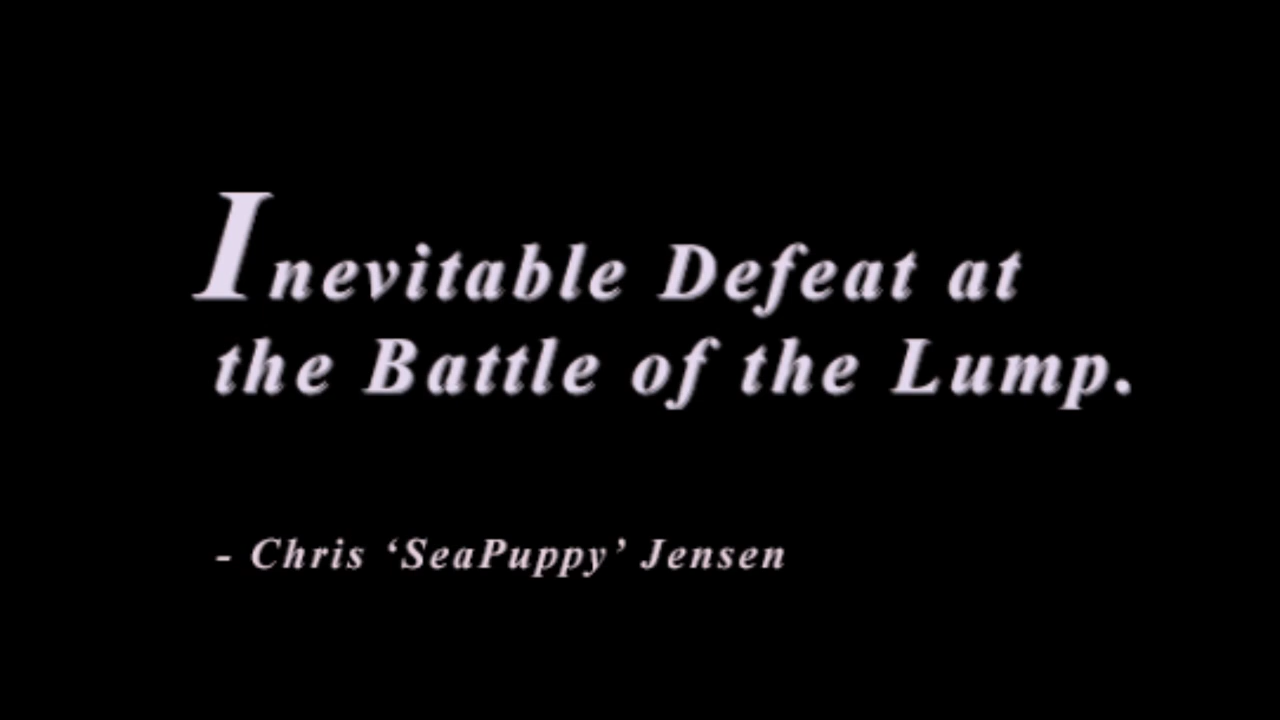 Inevitable Defeat at
the Battle of the Lump.
- Chris ‘SeaPuppy’ Jensen